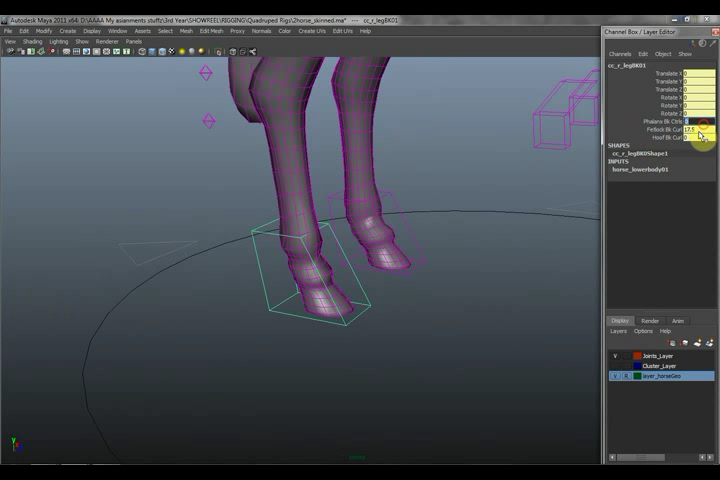 Autodesk Maya 2011 x64: D:\AAAA My asianments stuffs\3rd Year\SHOWREEL\RIGGING\Quadruped Rigs\2horse_skinned.ma* --- cc_r_legBK01
File Edit Modify Create Display Window Assets Select Mesh Edit Mesh Proxy Normals Color Create UVs Edit UVs Help
View Shading Lighting Show Renderer Panels
Channel Box / Layer Editor
Channels Edit Object Show
cc_r_legBK01
Translate X 0
Translate Y 0
Translate Z 0
Rotate X 0
Rotate Y 0
Rotate Z 0
Phalanx Bk Ctrls
Fetlock Bk Curl 17.5
Hoof Bk Curl 0
SHAPES
cc_r_legBK0Shape1
INPUTS
horse_lowerbody01
Display Render Anim
Layers Options Help
V Joints_Layer
Cluster_Layer
V R layer_horseGeo
persp
y